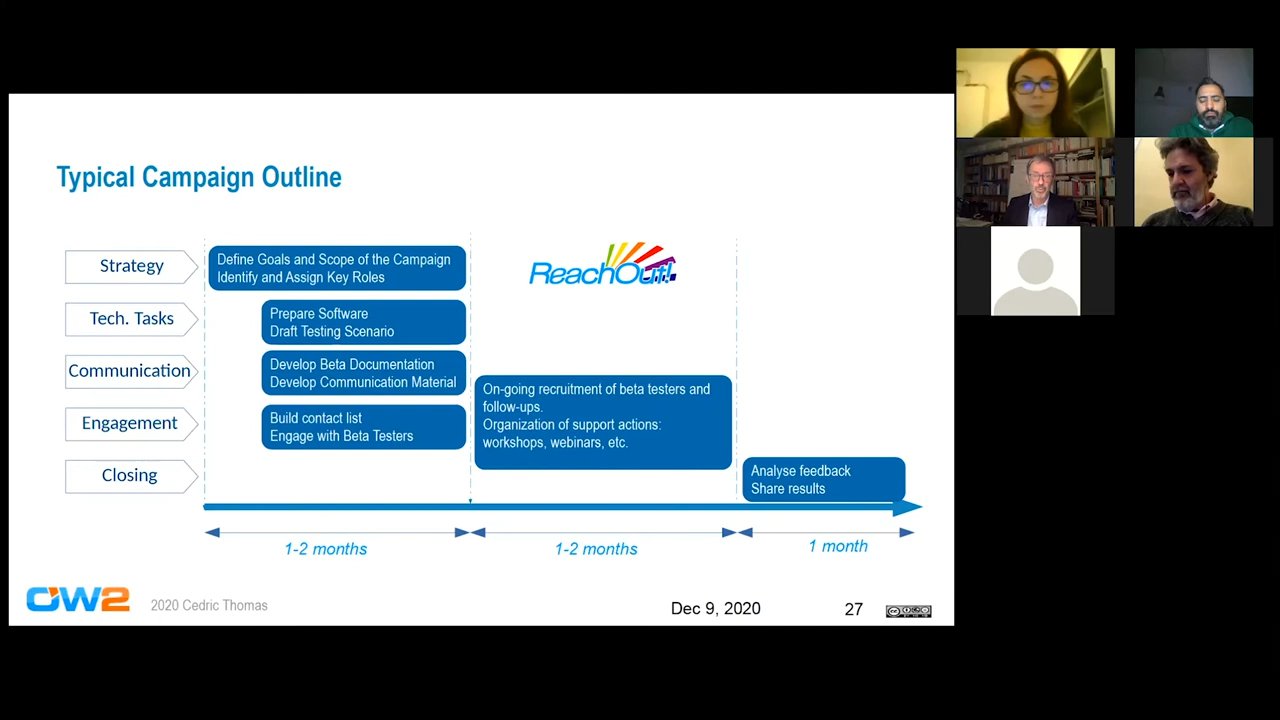 Typical Campaign Outline
Strategy
Define Goals and Scope of the Campaign
Identify and Assign Key Roles
ReachOut!
Tech. Tasks
Prepare Software
Draft Testing Scenario
Communication
Develop Beta Documentation
Develop Communication Material
On-going recruitment of beta testers and
follow-ups.
Organization of support actions:
workshops, webinars, etc.
Engagement
Build contact list
Engage with Beta Testers
Closing
Analyse feedback
Share results
1-2 months
1-2 months
1 month
OW2
2020 Cedric Thomas
Dec 9, 2020
27